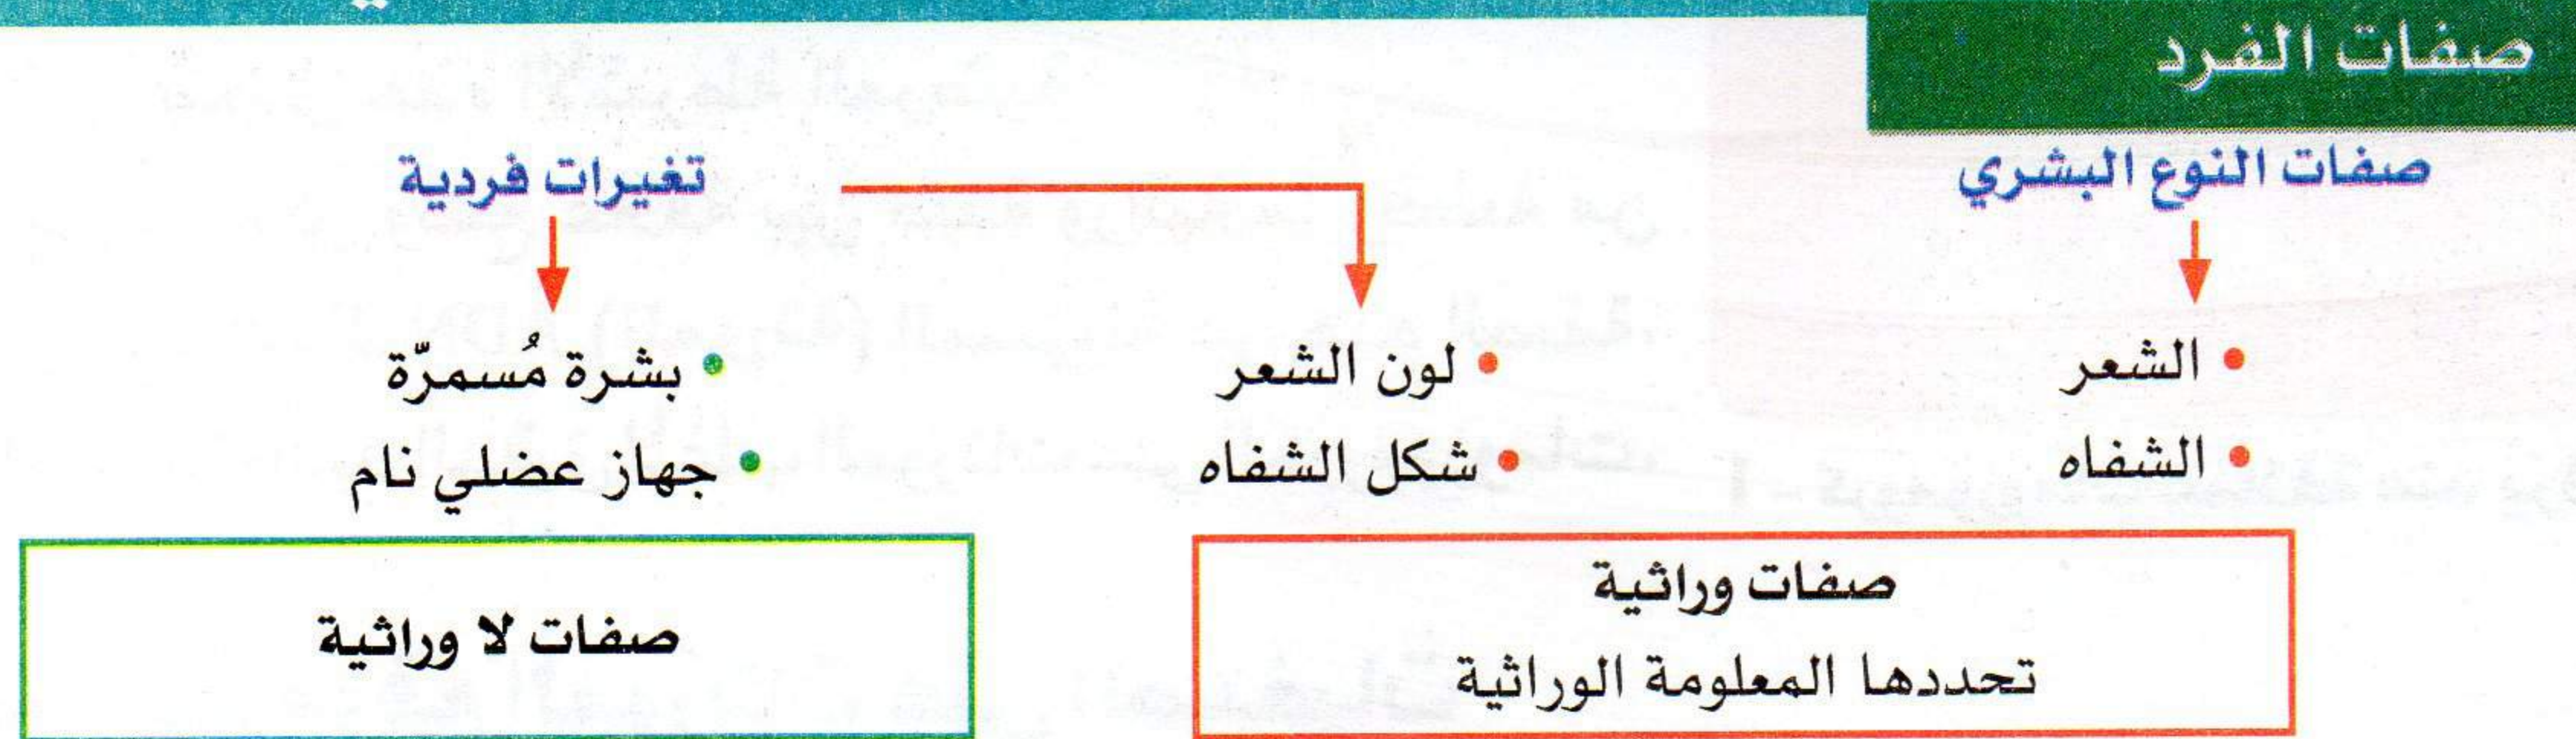 صفات الفرد
صفات النوع البشري
تغيرات فردية
• الشعر
• الشفاه
• لون الشعر
• شكل الشفاه
• بشرة مُسمرّة
• جهاز عضلي نام
صفات وراثية
تحددها المعلومة الوراثية
صفات لا وراثية